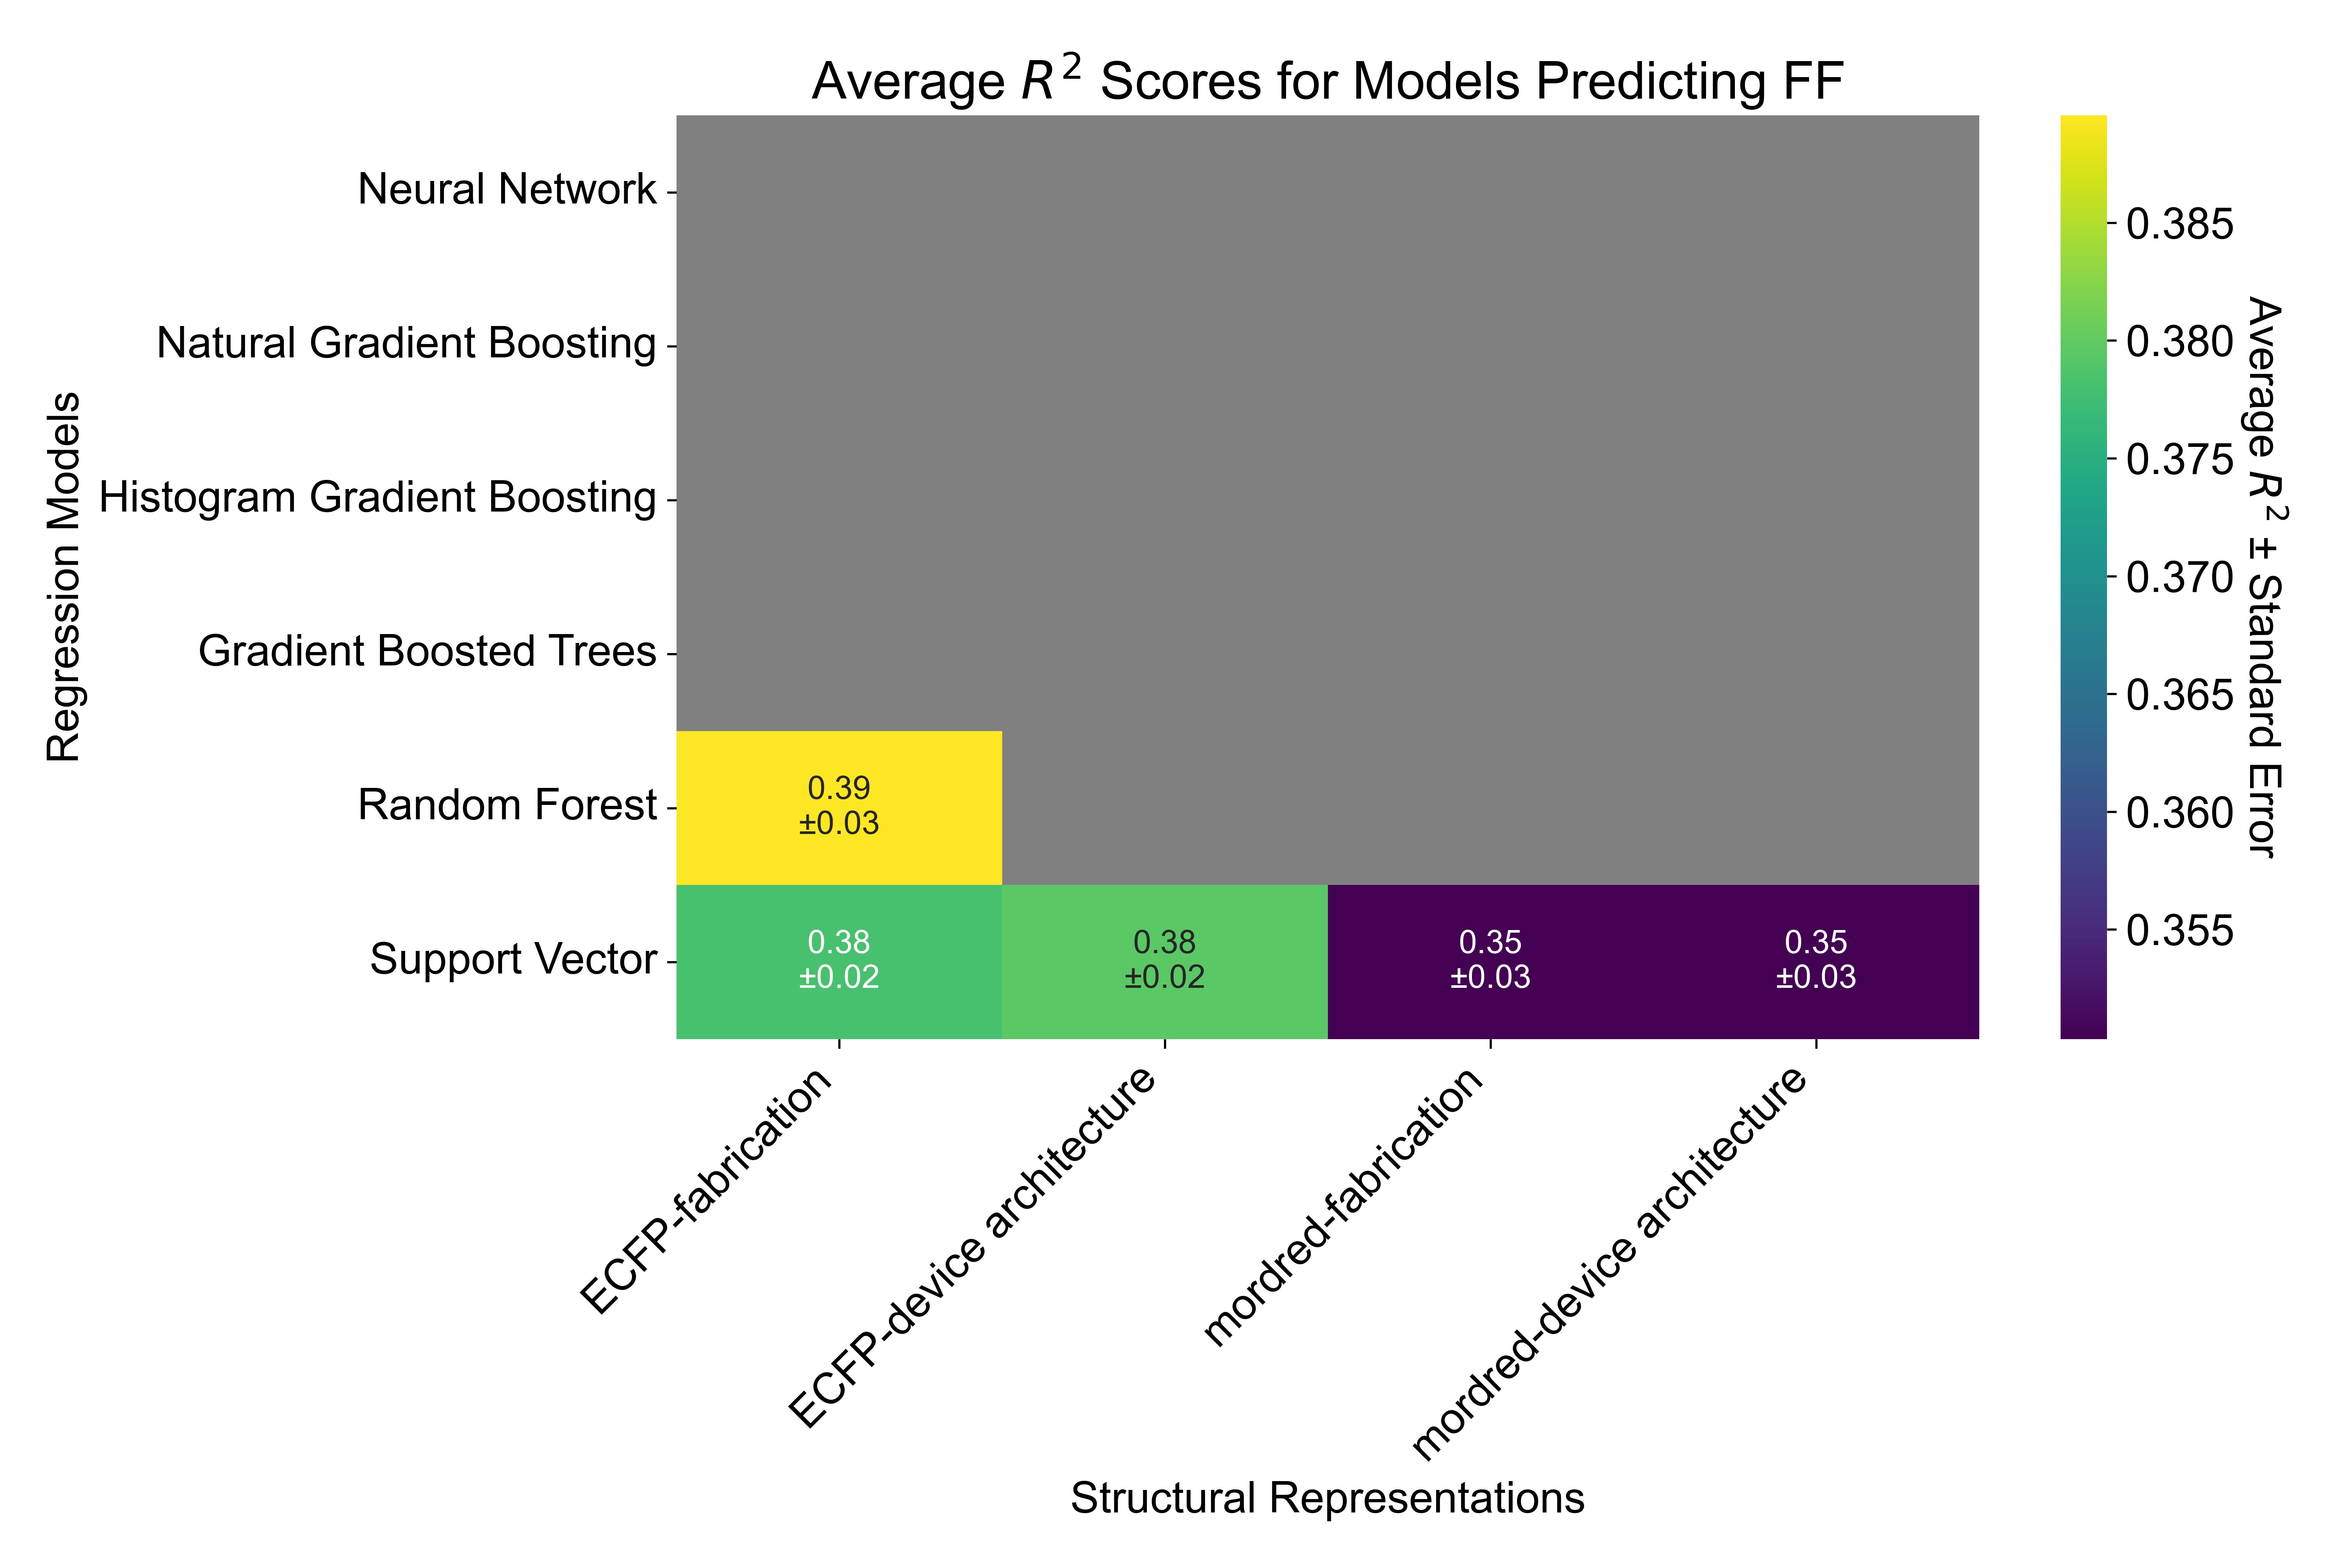 Average R² Scores for Models Predicting FF
Regression Models
Neural Network
Natural Gradient Boosting
Histogram Gradient Boosting
Gradient Boosted Trees
Random Forest
Support Vector
0.39
±0.03
0.38
±0.02
0.38
±0.02
0.35
±0.03
0.35
±0.03
ECFP-fabrication
ECFP-device architecture
mordred-fabrication
mordred-device architecture
Structural Representations
0.385
0.380
0.375
0.370
0.365
0.360
0.355
Average R² ± Standard Error